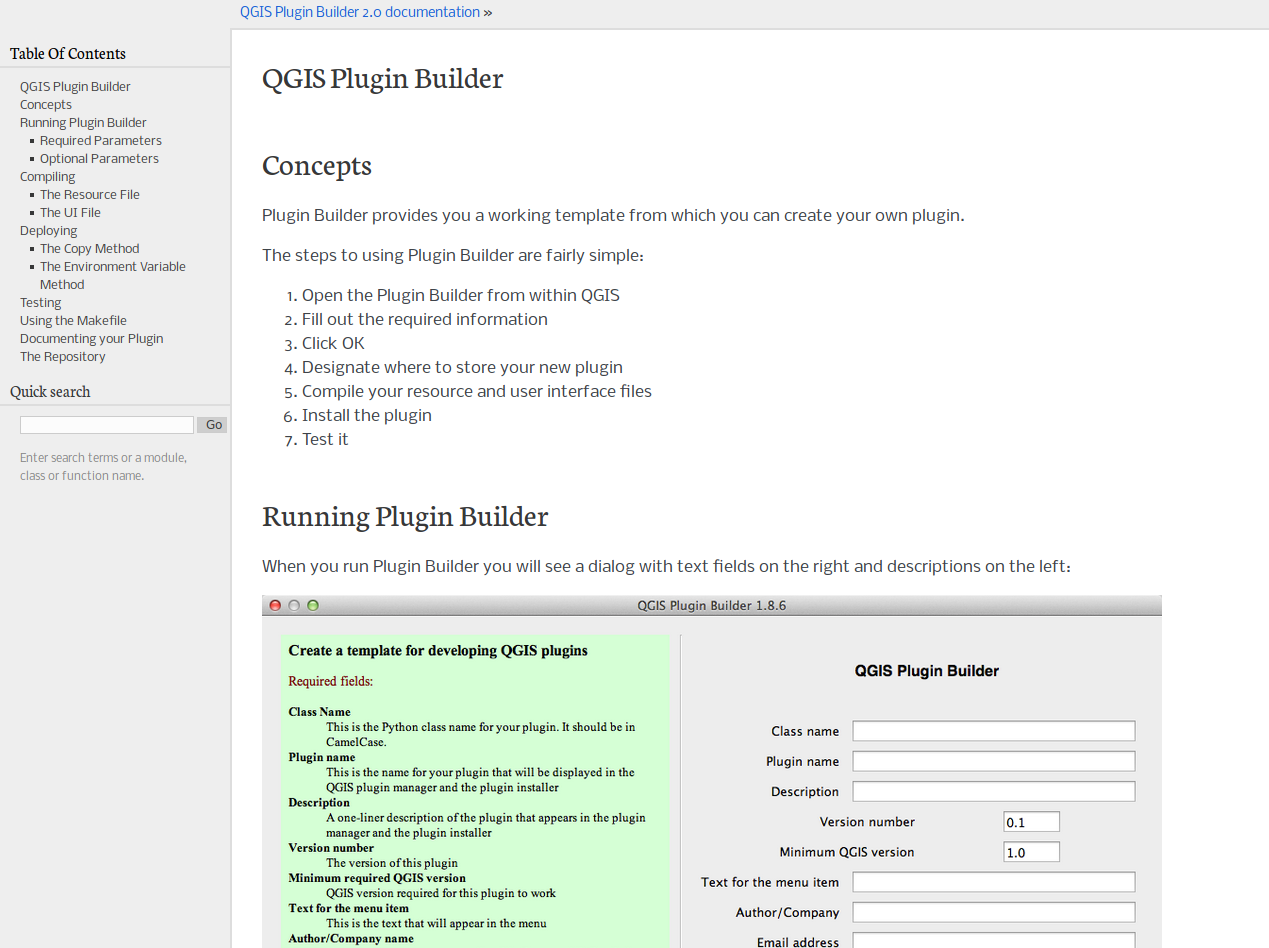 QGIS Plugin Builder 2.0 documentation »
Table Of Contents
QGIS Plugin Builder
Concepts
Running Plugin Builder
▪ Required Parameters
▪ Optional Parameters
Compiling
▪ The Resource File
▪ The UI File
Deploying
▪ The Copy Method
▪ The Environment Variable
Method
Testing
Using the Makefile
Documenting your Plugin
The Repository
Quick search
Go
Enter search terms or a module,
class or function name.
QGIS Plugin Builder
Concepts
Plugin Builder provides you a working template from which you can create your own plugin.
The steps to using Plugin Builder are fairly simple:
1. Open the Plugin Builder from within QGIS
2. Fill out the required information
3. Click OK
4. Designate where to store your new plugin
5. Compile your resource and user interface files
6. Install the plugin
7. Test it
Running Plugin Builder
When you run Plugin Builder you will see a dialog with text fields on the right and descriptions on the left:
QGIS Plugin Builder 1.8.6
Create a template for developing QGIS plugins
Required fields:
Class Name
This is the Python class name for your plugin. It should be in
CamelCase.
Plugin name
This is the name for your plugin that will be displayed in the
QGIS plugin manager and the plugin installer
Description
A one-liner description of the plugin that appears in the plugin
manager and the plugin installer
Version number
The version of this plugin
Minimum required QGIS version
QGIS version required for this plugin to work
Text for the menu item
This is the text that will appear in the menu
Author/Company name
QGIS Plugin Builder
Class name
Plugin name
Description
Version number 0.1
Minimum QGIS version 1.0
Text for the menu item
Author/Company
Email address